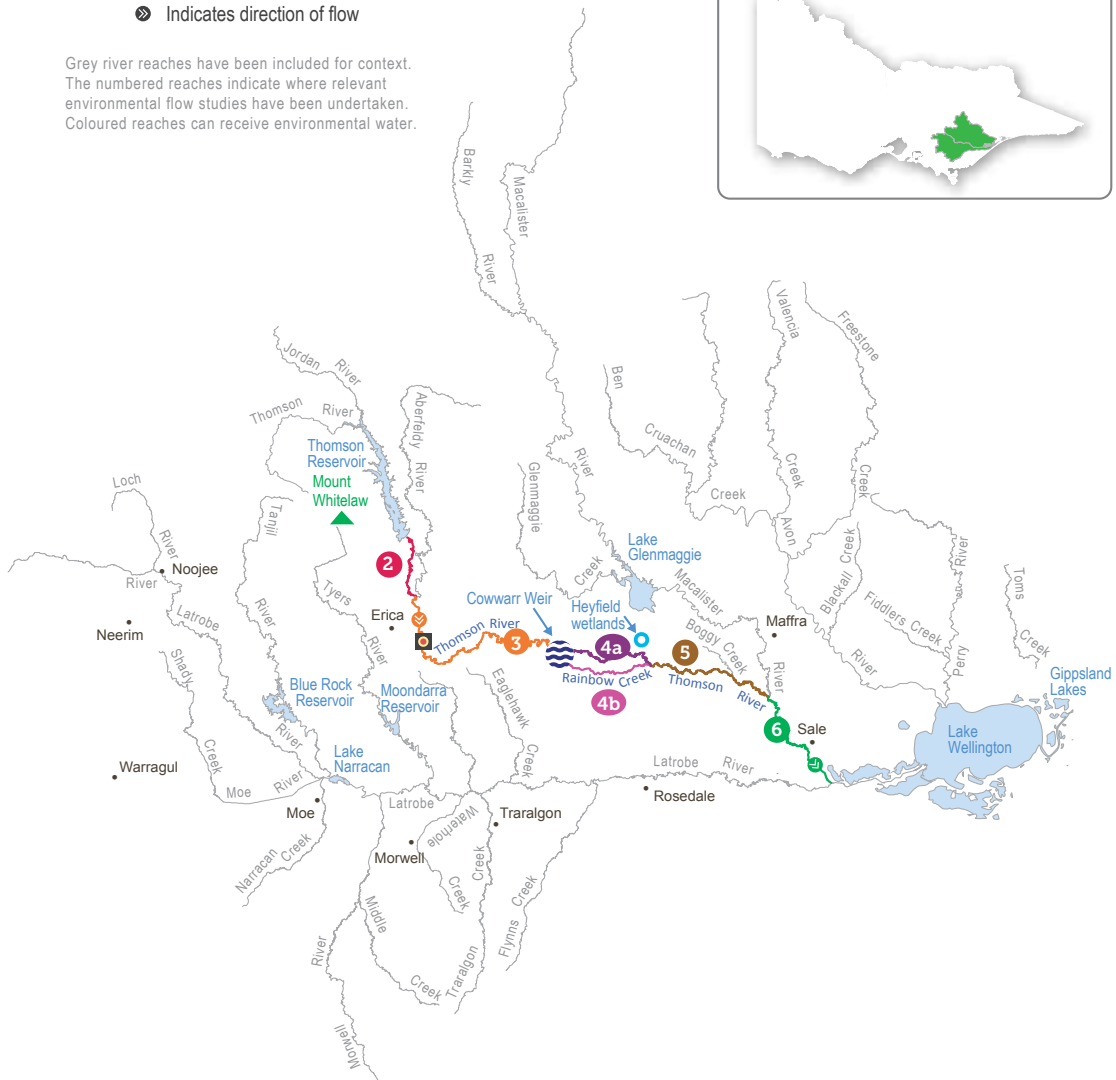 Indicates direction of flow
Grey river reaches have been included for context.
The numbered reaches indicate where relevant
environmental flow studies have been undertaken.
Coloured reaches can receive environmental water.
Barkly
River
Macalister
River
Jordan
River
Thomson
River
Aberfeldy
River
Thomson
Reservoir
Mount
Whitelaw
Loch
River
Noojee
River
Latrobe
Neerim
Tanjil
River
River
Tyers
River
Erica
2
Thomson River
3
Cowwarr Weir
Glenmaggie
Creek
Heyfield
wetlands
Lake
Glenmaggie
4a
Rainbow Creek
4b
5
Thomson
River
Macalister
River
Boggy Creek
Maffra
6
Sale
Ben
Cruachan
Creek
Valencia
Creek
Freestone
Creek
Avon
River
Blackall Creek
Fiddlers Creek
Perry
River
Toms
Creek
Gippsland
Lakes
Lake
Wellington
Shady
Creek
Warragul
Moe
River
Moe
Blue Rock
Reservoir
Moondarra
Reservoir
Lake
Narracan
Eaglehawk
Creek
Latrobe
River
Rosedale
Latrobe
Traralgon
Morwell
Waterhole
Creek
Narracan
Creek
Middle
Creek
Traralgon
Creek
Flynns
Creek
River
Morwell